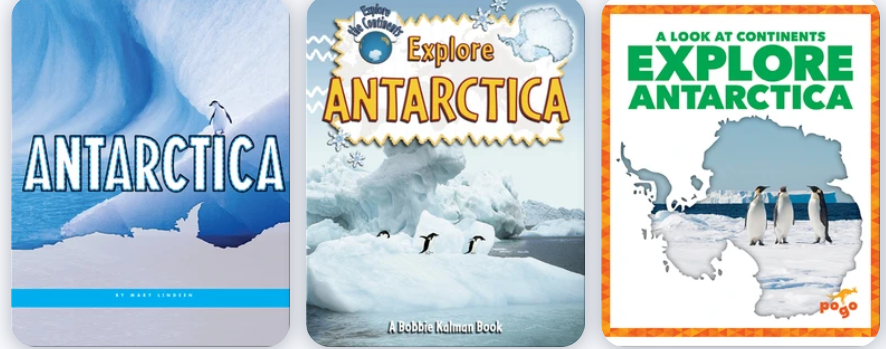 ANTARCTICA
BY MARY LINDEEN
Explore
the Continents
Explore
ANTARCTICA
A Bobbie Kalman Book
A LOOK AT CONTINENTS
EXPLORE
ANTARCTICA
pogo